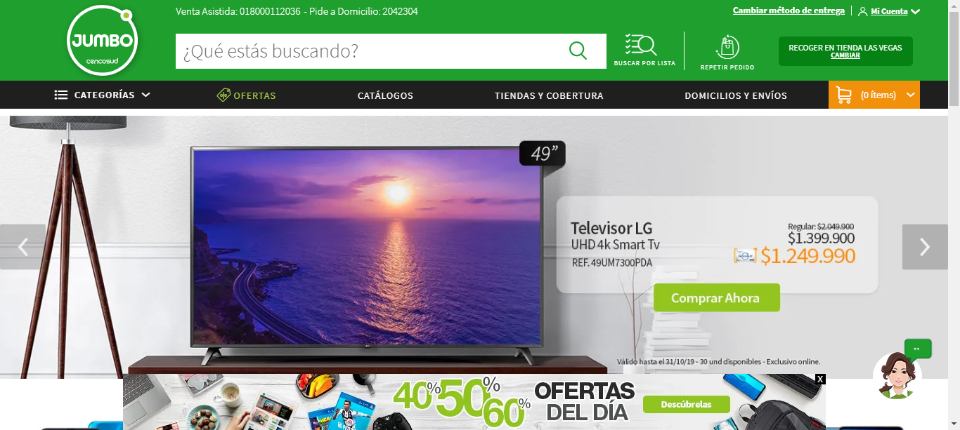 Venta Asistida: 018000112036 - Pide a Domicilio: 2042304
Cambiar método de entrega
Mi Cuenta
JUMBO
cencosud
¿Qué estás buscando?
BUSCAR POR LISTA
REPETIR PEDIDO
RECOGER EN TIENDA LAS VEGAS
CAMBIAR
CATEGORÍAS
OFERTAS
CATÁLOGOS
TIENDAS Y COBERTURA
DOMICILIOS Y ENVÍOS
(0 ítems)
49”
Televisor LG
UHD 4k Smart Tv
REF. 49UM7300PDA
Regular: $2.049.900
$1.399.900
$1.249.990
Comprar Ahora
Válido hasta el 31/10/19 - 30 und disponibles - Exclusivo online.
40% 50% 60%
OFERTAS
DEL DÍA
Descúbrelas
X